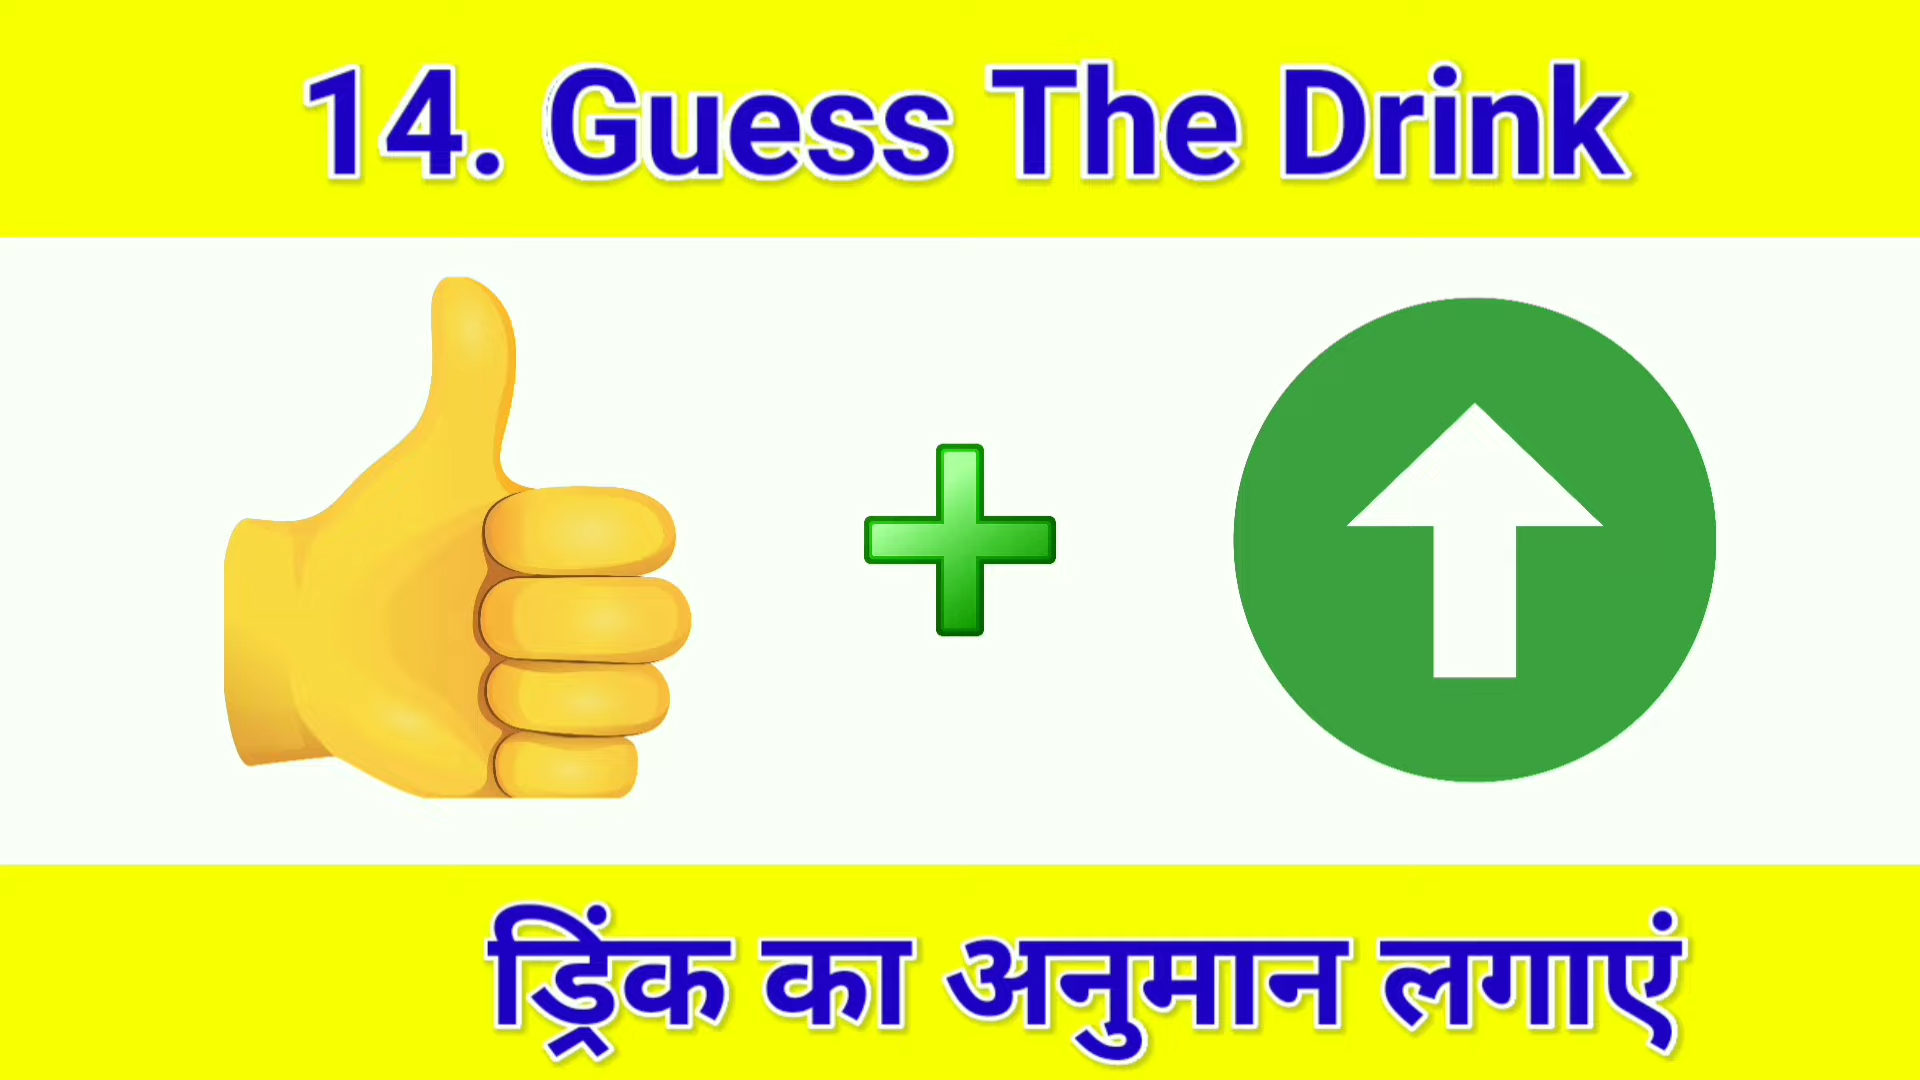 14. Guess The Drink
ड्रिंक का अनुमान लगाएं